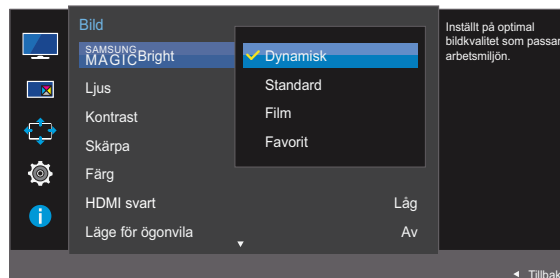 Bild
SAMSUNG
MAGICBright
Dynamisk
Standard
Film
Favorit
Ljus
Kontrast
Skärpa
Färg
HDMI svart
Låg
Läge för ögonvila
Av
Inställt på optimal
bildkvalitet som passar
arbetsmiljön.
Tillbak